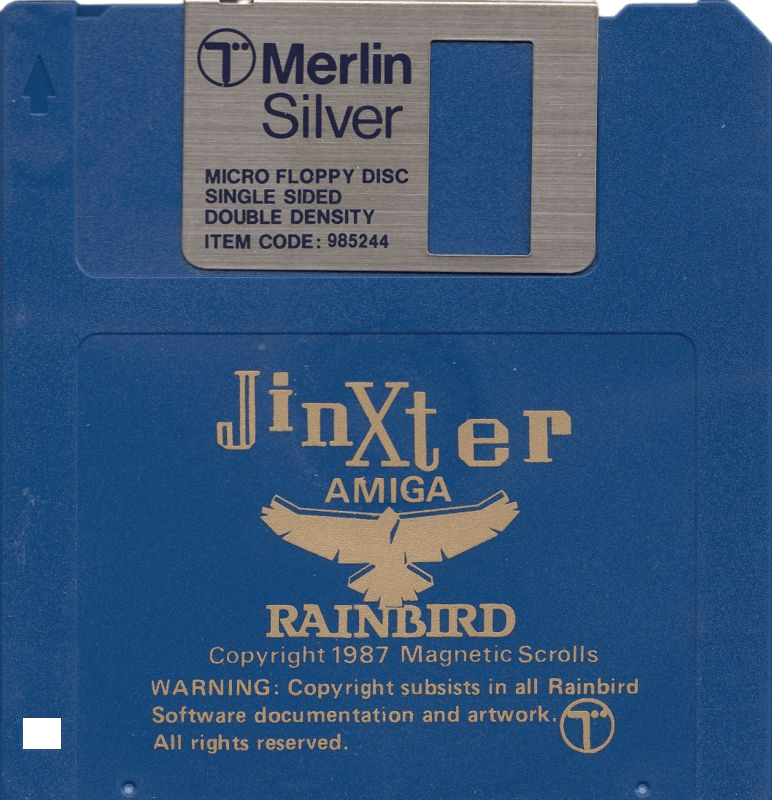 Merlin
Silver
MICRO FLOPPY DISC
SINGLE SIDED
DOUBLE DENSITY
ITEM CODE: 985244
JinXter
AMIGA
RAINBIRD
Copyright 1987 Magnetic Scrolls
WARNING: Copyright subsists in all Rainbird
Software documentation and artwork.
All rights reserved.